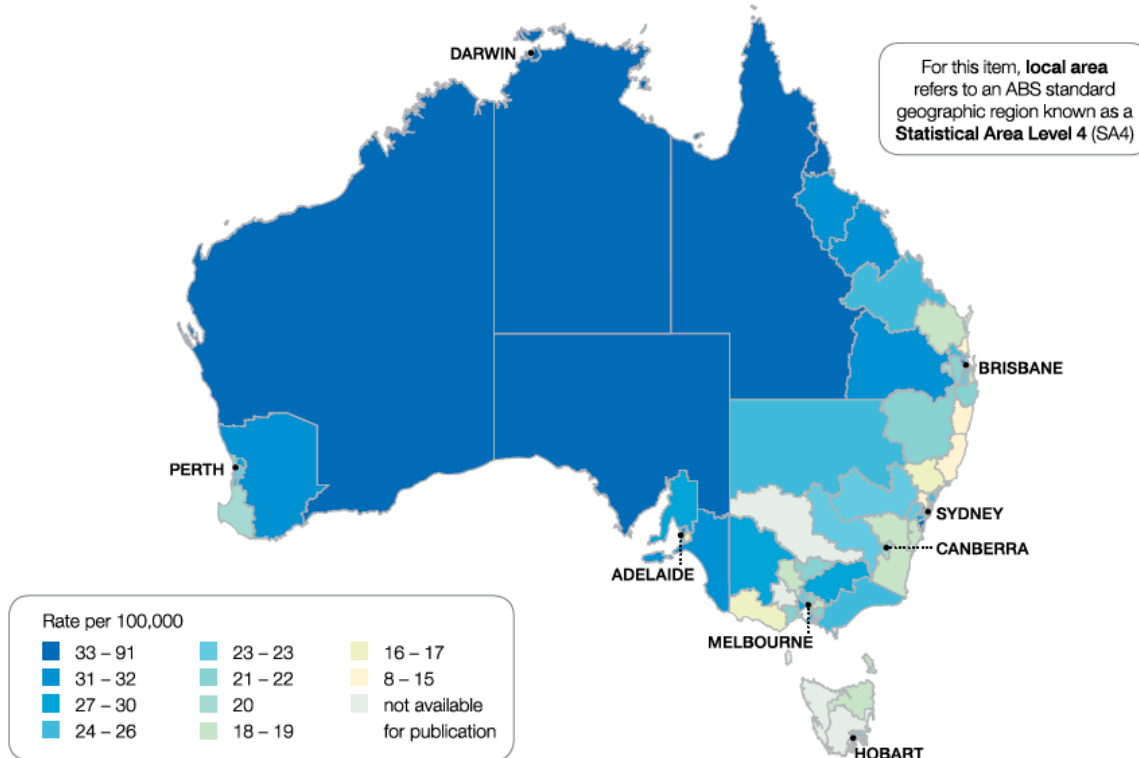 DARWIN
For this item, local area
refers to an ABS standard
geographic region known as a
Statistical Area Level 4 (SA4)
BRISBANE
PERTH
SYDNEY
CANBERRA
ADELAIDE
MELBOURNE
HOBART
Rate per 100,000
33 – 91
31 – 32
27 – 30
24 – 26
23 – 23
21 – 22
20
18 – 19
16 – 17
8 – 15
not available
for publication